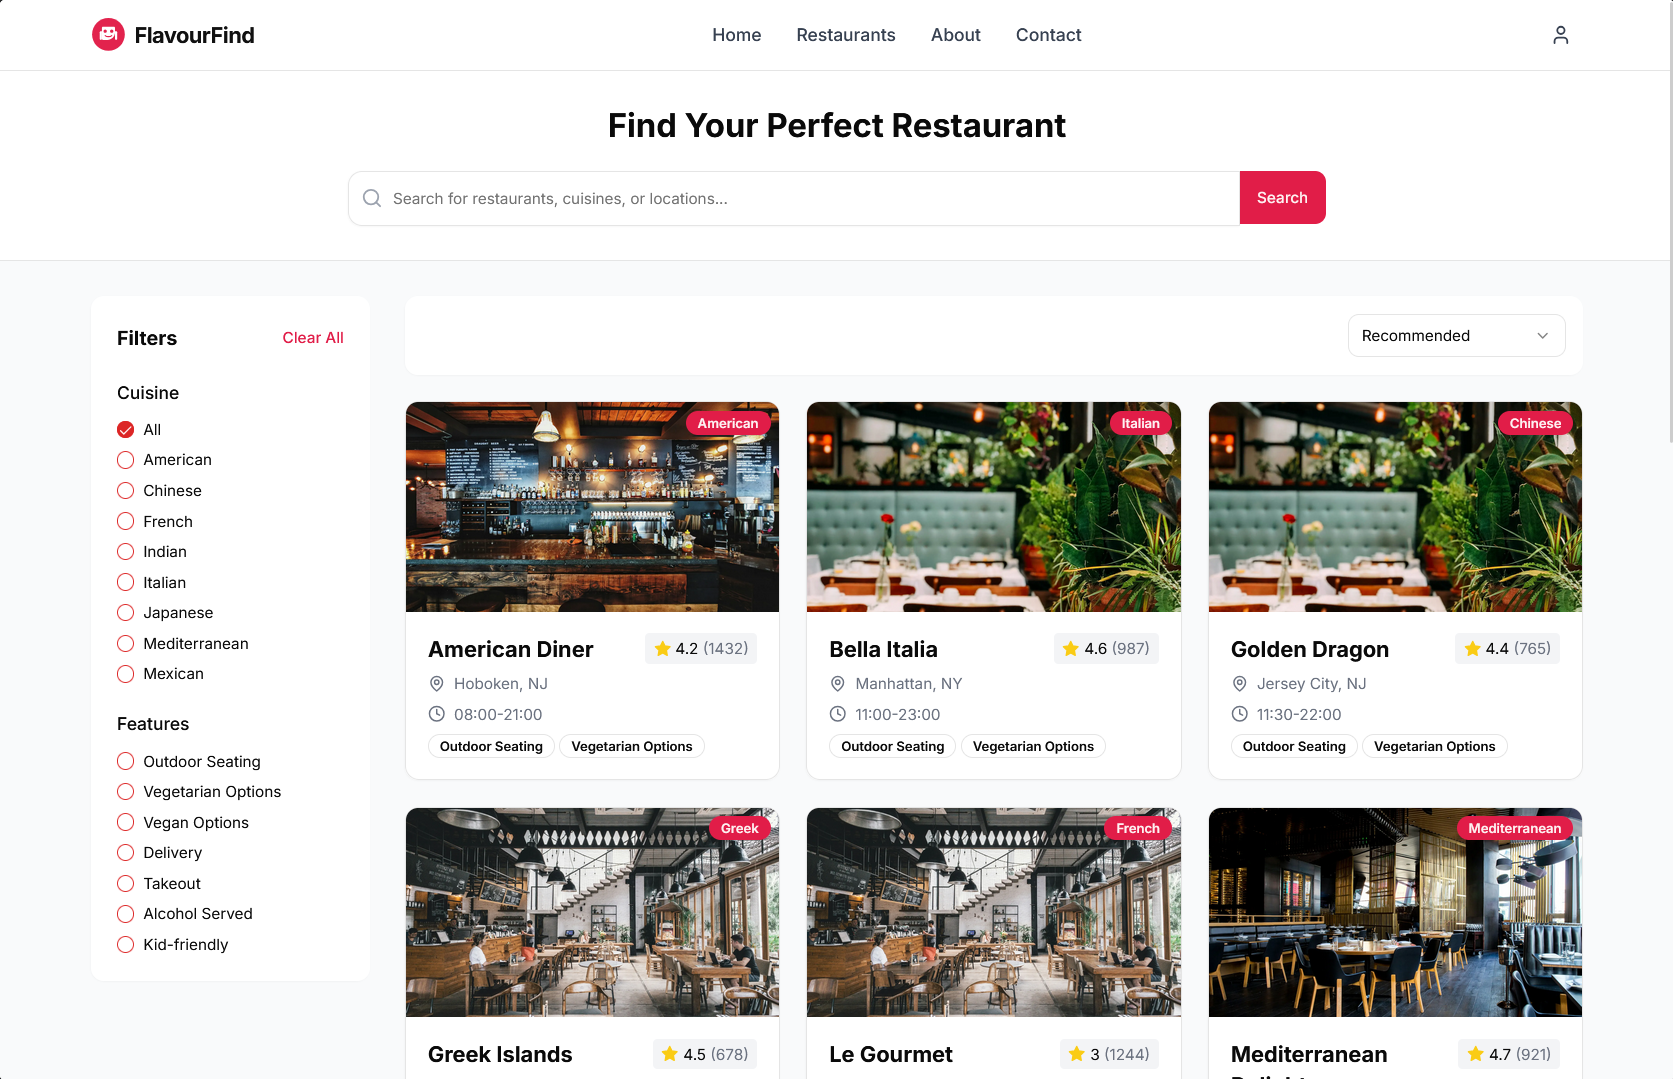 FlavourFind
Home
Restaurants
About
Contact
Find Your Perfect Restaurant
Search for restaurants, cuisines, or locations...
Search
Filters
Clear All
Cuisine
All
American
Chinese
French
Indian
Italian
Japanese
Mediterranean
Mexican
Features
Outdoor Seating
Vegetarian Options
Vegan Options
Delivery
Takeout
Alcohol Served
Kid-friendly
Recommended
American
American Diner
4.2 (1432)
Hoboken, NJ
08:00-21:00
Outdoor Seating
Vegetarian Options
Italian
Bella Italia
4.6 (987)
Manhattan, NY
11:00-23:00
Outdoor Seating
Vegetarian Options
Chinese
Golden Dragon
4.4 (765)
Jersey City, NJ
11:30-22:00
Outdoor Seating
Vegetarian Options
Greek
Greek Islands
4.5 (678)
French
Le Gourmet
3 (1244)
Mediterranean
Mediterranean
4.7 (921)